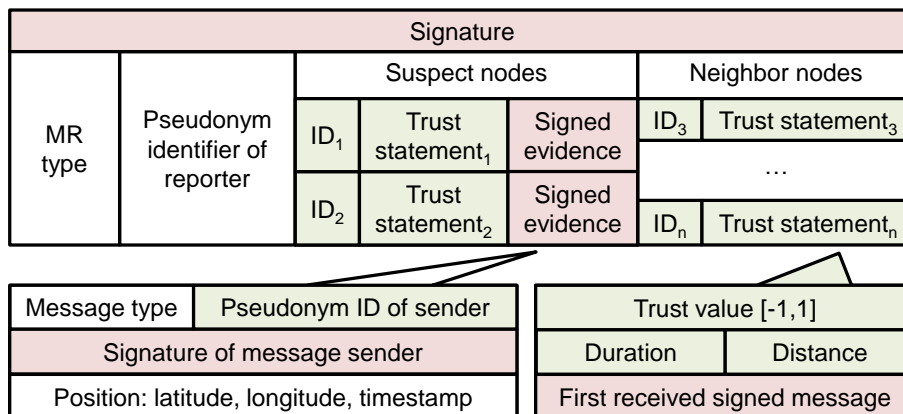 Signature
MR type
Pseudonym identifier of reporter
Suspect nodes
Neighbor nodes
ID₁
Trust statement₁
Signed evidence
ID₃
Trust statement₃
...
ID₂
Trust statement₂
Signed evidence
IDₙ
Trust statementₙ
Message type
Pseudonym ID of sender
Signature of message sender
Position: latitude, longitude, timestamp
Trust value [-1,1]
Duration
Distance
First received signed message